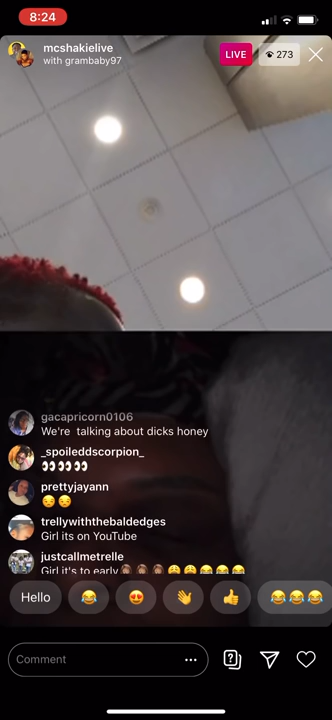 8:24
mcshakielive
with grambaby97
LIVE
273
gacapricorn0106
We're talking about dicks honey
_spoileddscorpion_
👀👀👀👀
prettyjayann
😒😒
trellywiththebaldedges
Girl its on YouTube
justcallmetrelle
Girl it's to early🤦🏽‍♀️🤦🏽‍♀️🤦🏽‍♀️😩😩😂😂😂
Hello 😂 😍 👋 👍 😂😂😂
Comment